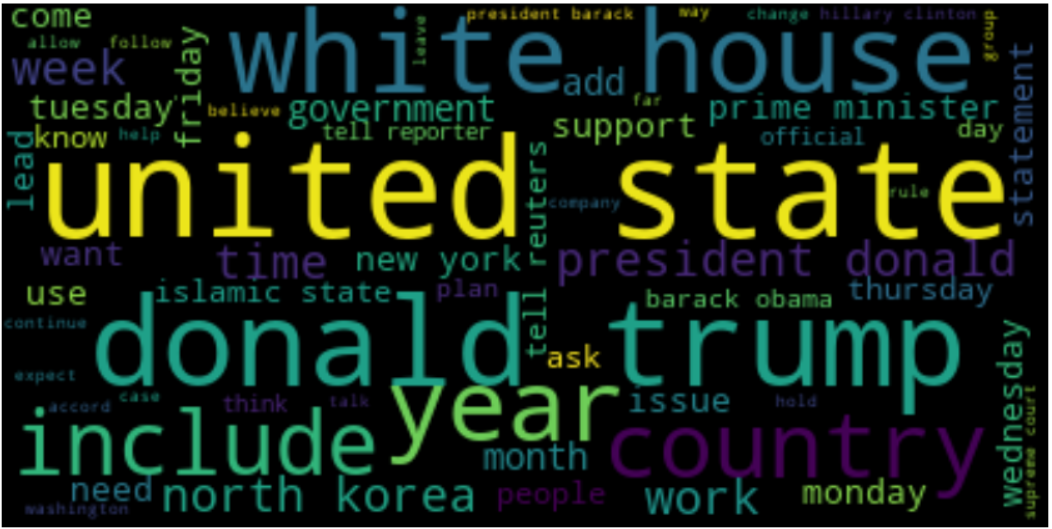 come
president barack
way
change
hillary clinton
group
allow
follow
friday
leave
white house
week
add
statement
tuesday
believe
government
far
prime minister
lead
know
help
tell reporter
support
official
day
united state
rule
company
tell reuters
want
time
new york
president donald
use
islamic state
plan
barack obama
thursday
continue
donald trump
ask
wednesday
expect
year
accord
case
think
talk
issue
hold
include
country
supreme court
month
need
north korea
people
work
monday
washington